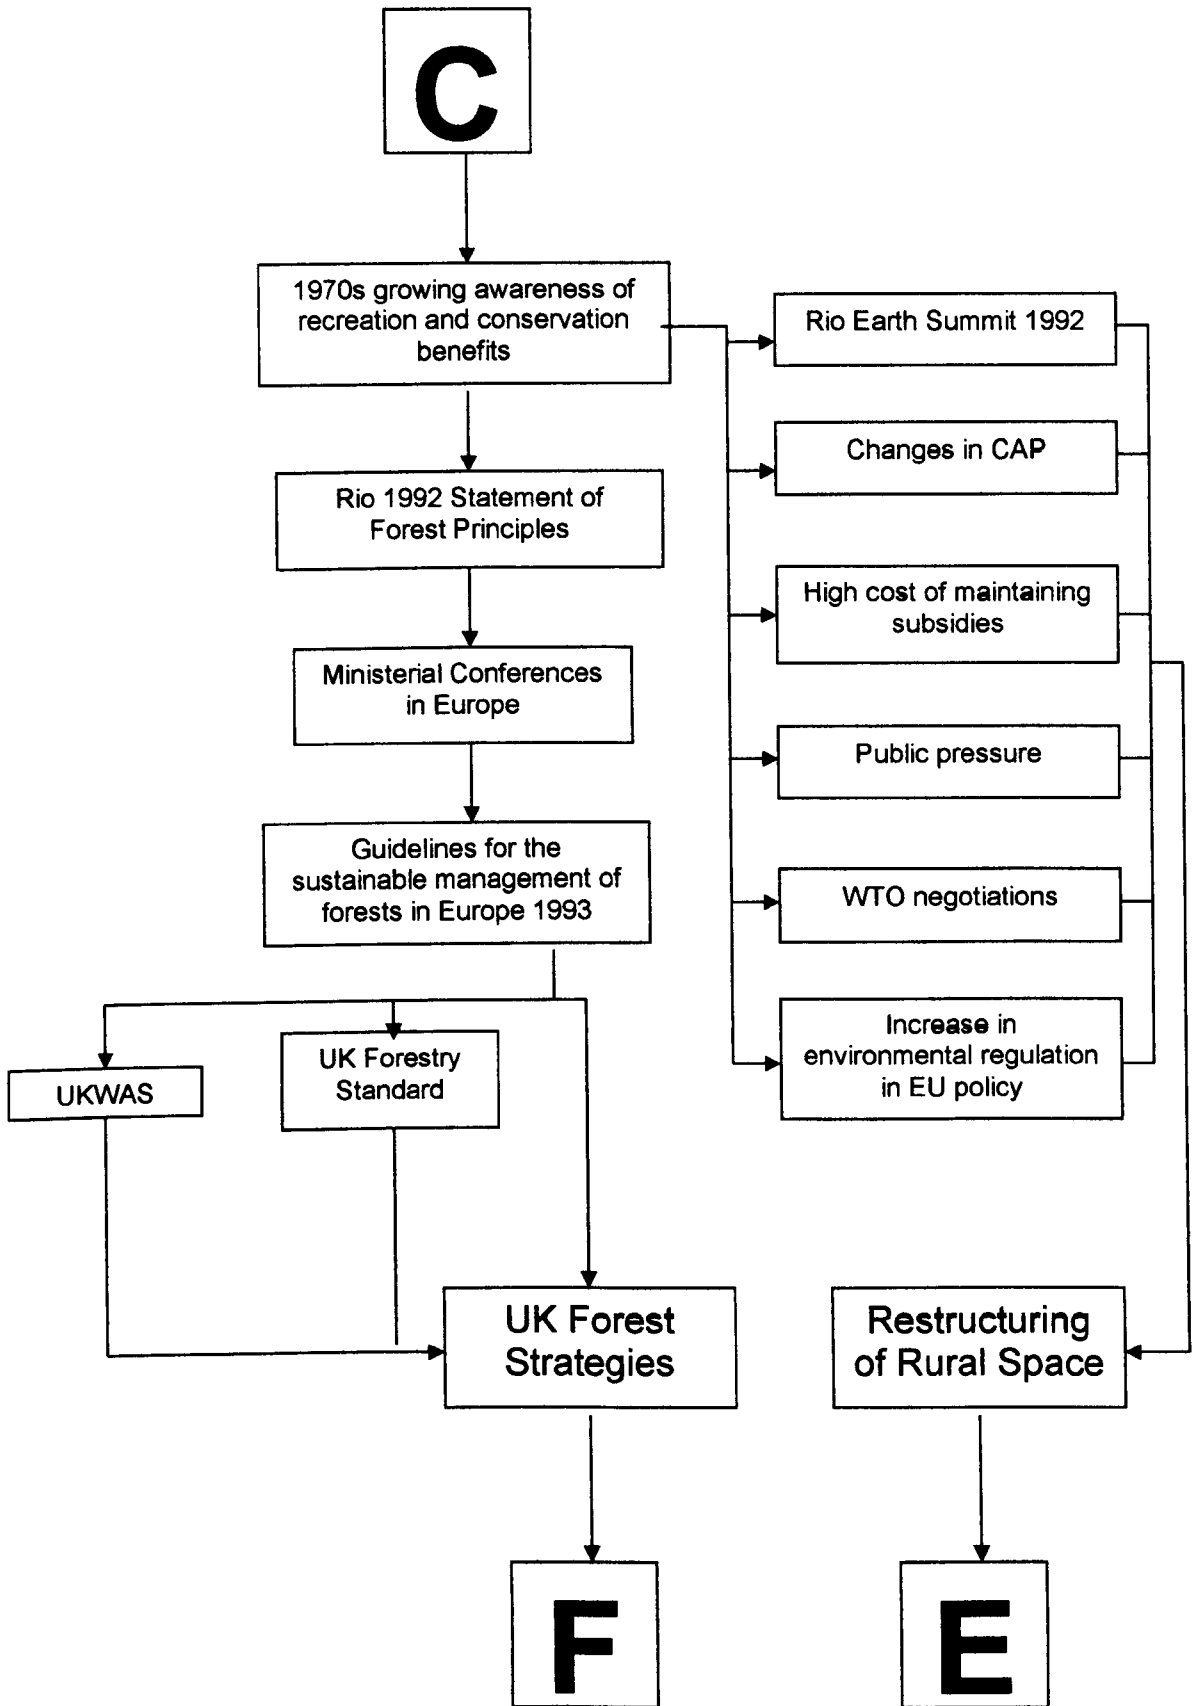 C
1970s growing awareness of
recreation and conservation
benefits
Rio 1992 Statement of
Forest Principles
Ministerial Conferences
in Europe
Guidelines for the
sustainable management of
forests in Europe 1993
UKWAS
UK Forestry
Standard
Rio Earth Summit 1992
Changes in CAP
High cost of maintaining
subsidies
Public pressure
WTO negotiations
Increase in
environmental regulation
in EU policy
UK Forest
Strategies
Restructuring
of Rural Space
F
E